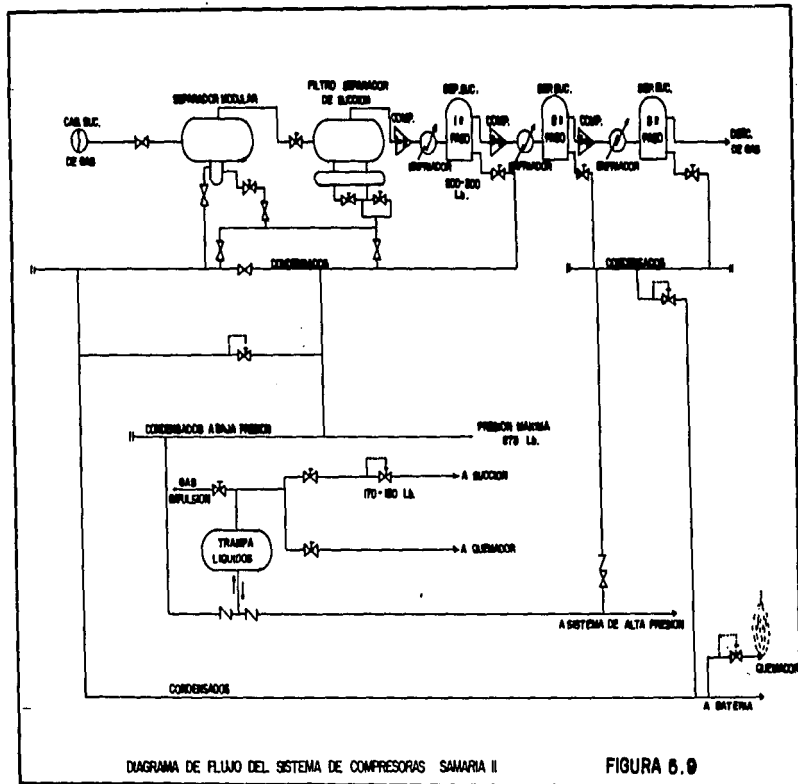 FILTRO SEPARADOR
DE SUCCION
SEPARADOR MODULAR
SEP. SUC.
SEP. SUC.
SEP. SUC.
CAB. SUC.
DE GAS
COMP.
COMP.
COMP.
1º
PASO
2º
PASO
3º
PASO
DESC.
DE GAS
ENFRIADOR
ENFRIADOR
ENFRIADOR
Lb.
CONDENSADOS
CONDENSADOS
CONDENSADOS A BAJA PRESION
PRESION MAXIMA
Lb.
GAS
IMPULSION
A SUCCION
170-180 Lb.
TRAMPA
LIQUIDOS
A QUEMADOR
A SISTEMA DE ALTA PRESION
QUEMADOR
CONDENSADOS
A BATERIA
DIAGRAMA DE FLUJO DEL SISTEMA DE COMPRESORAS SAMARIA II
FIGURA 5.9